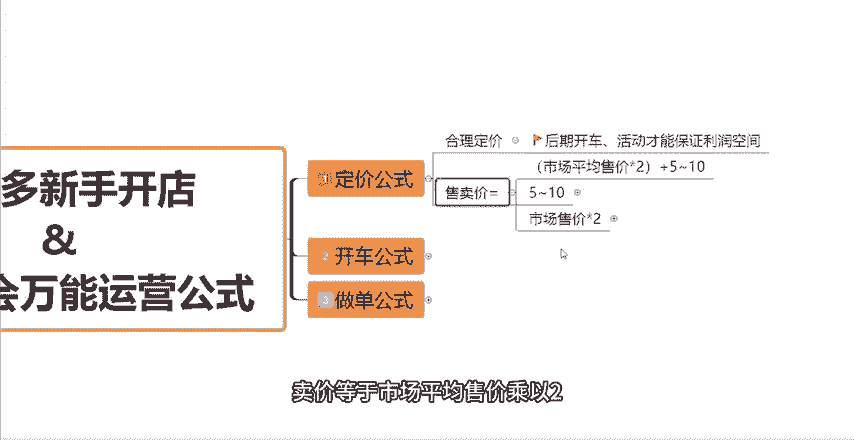 多新手开店
&
会万能运营公式
1 定价公式
合理定价
后期开车、活动才能保证利润空间
售卖价=
（市场平均售价*2）+5~10
5~10
市场售价*2
2 开车公式
3 做单公式
卖价等于市场平均售价乘以2